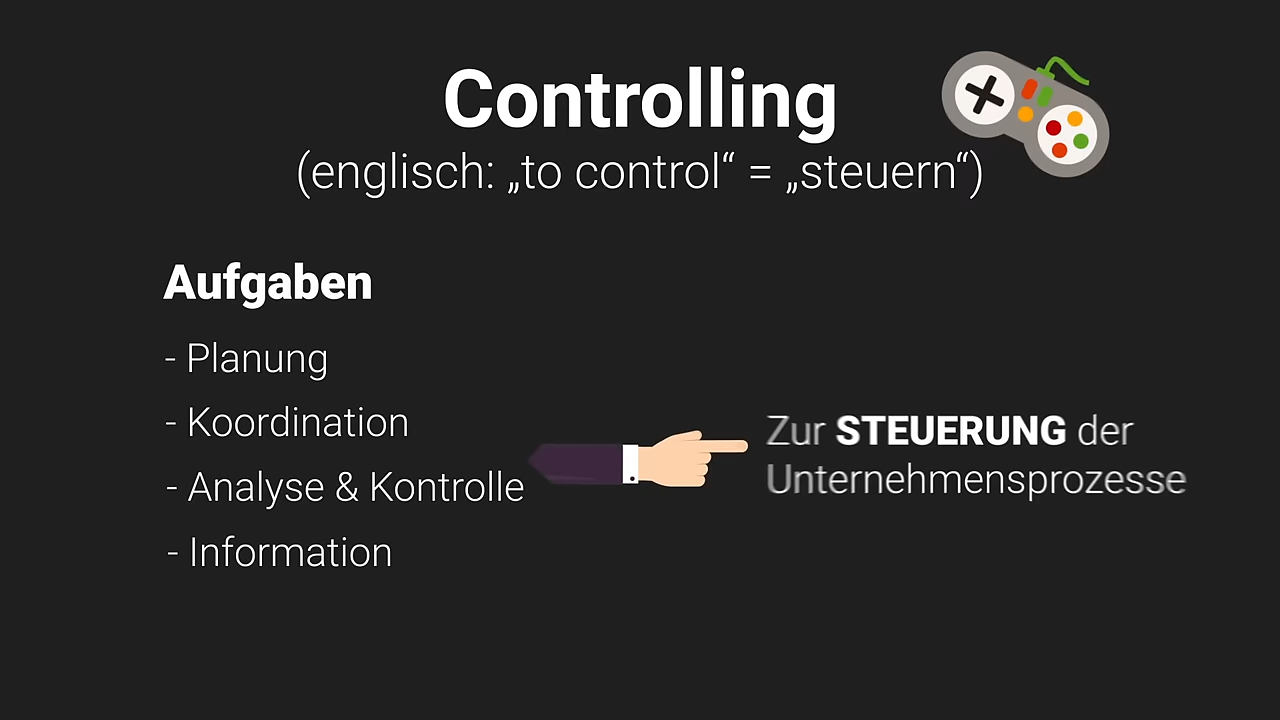 Controlling
(englisch: „to control“ = „steuern“)
Aufgaben
- Planung
- Koordination
- Analyse & Kontrolle
- Information
Zur STEUERUNG der
Unternehmensprozesse